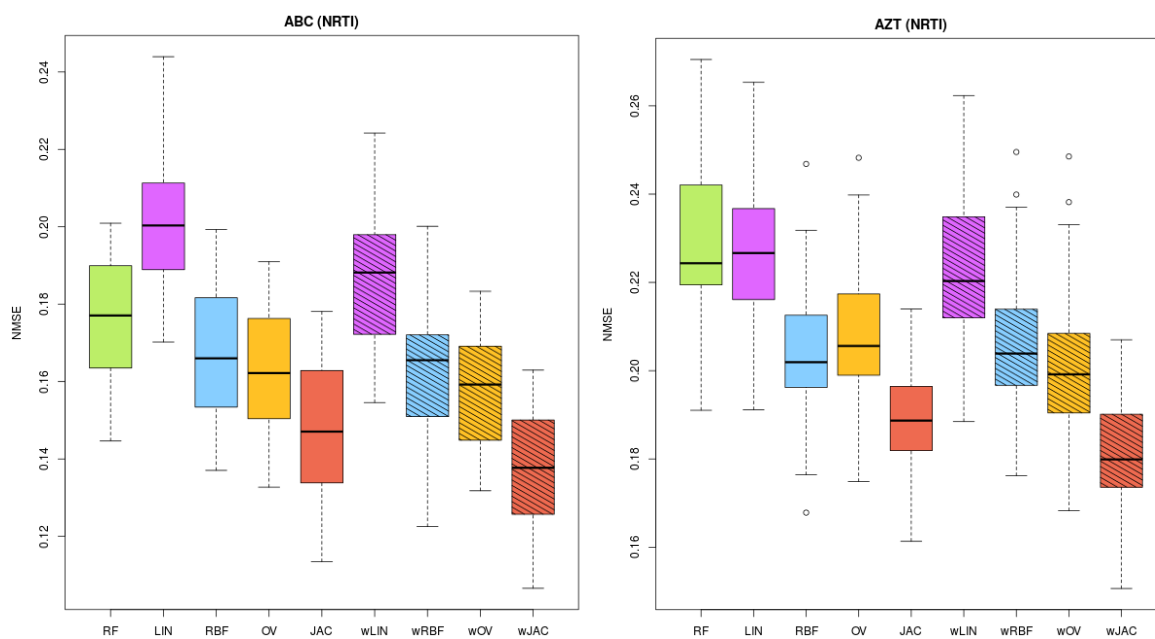 ABC (NRTI)
NMSE
0.24
0.22
0.20
0.18
0.16
0.14
0.12
RF LIN RBF OV JAC wLIN wRBF wOV wJAC
AZT (NRTI)
NMSE
0.26
0.24
0.22
0.20
0.18
0.16
RF LIN RBF OV JAC wLIN wRBF wOV wJAC